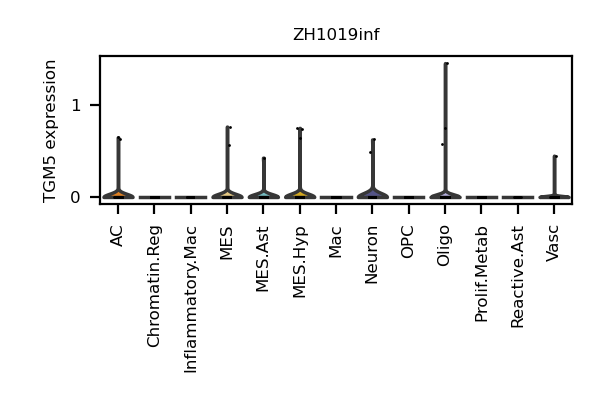 ZH1019inf
TGM5 expression
1
0
AC
Chromatin.Reg
Inflammatory.Mac
MES
MES.Ast
MES.Hyp
Mac
Neuron
OPC
Oligo
Prolif.Metab
Reactive.Ast
Vasc